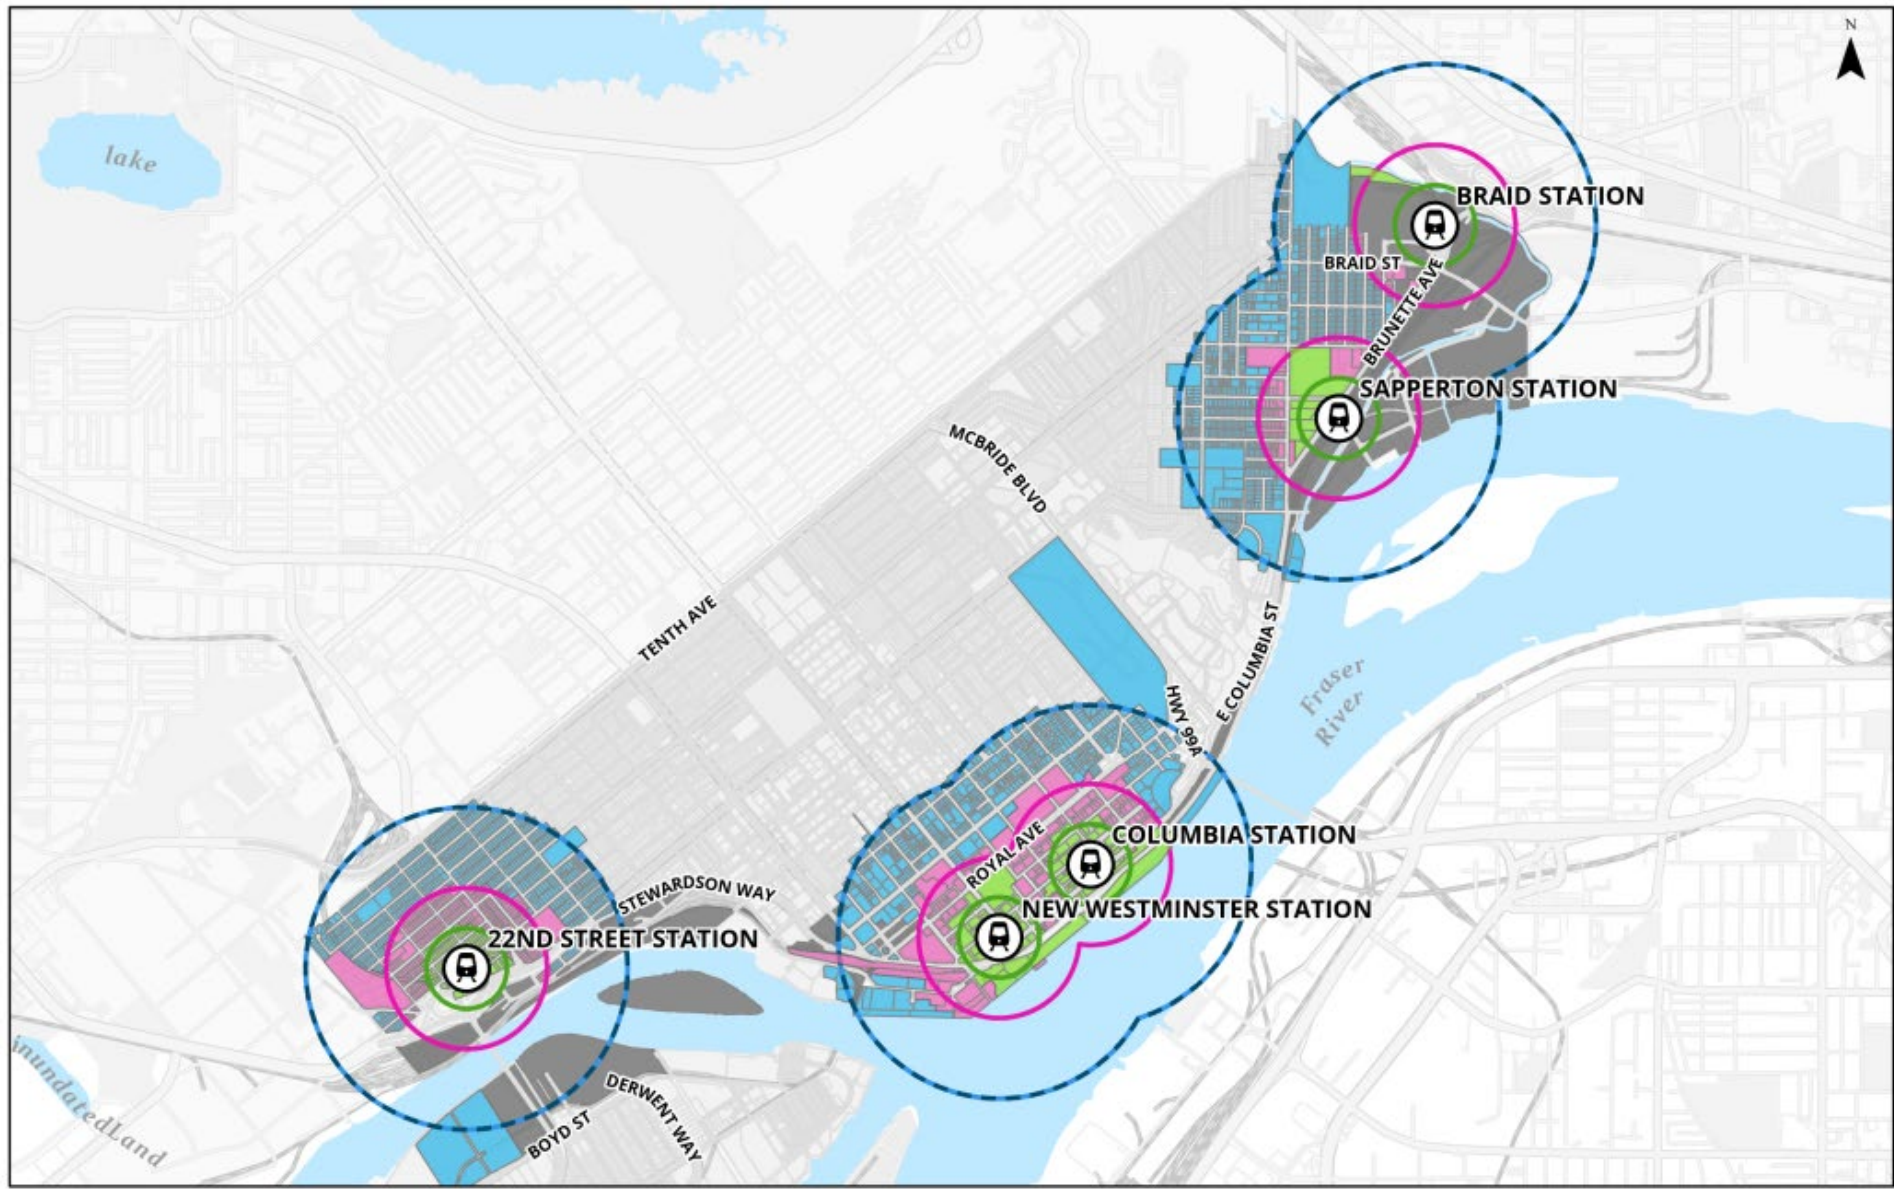 N
lake
BRAID STATION
BRAID ST
BRUNETTE AVE
SAPPERTON STATION
MCBRIDE BLVD
TENTH AVE
E COLUMBIA ST
Fraser
River
HWY 99A
COLUMBIA STATION
ROYAL AVE
NEW WESTMINSTER STATION
STEWARDSON WAY
22ND STREET STATION
inundatedLand
DERWENT WAY
BOYD ST